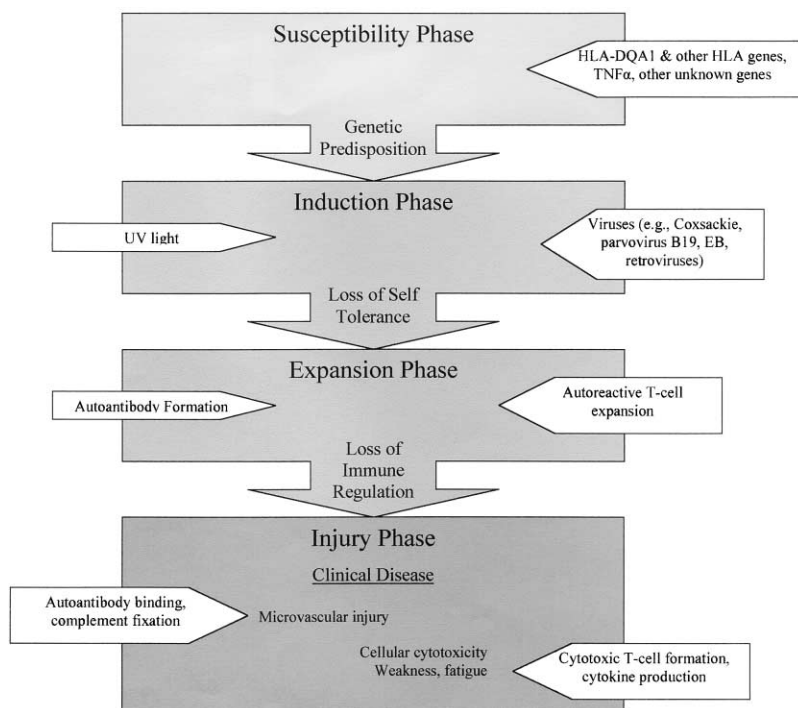 Susceptibility Phase
HLA-DQA1 & other HLA genes,
TNFα, other unknown genes
Genetic
Predisposition
Induction Phase
UV light
Viruses (e.g., Coxsackie,
parvovirus B19, EB,
retroviruses)
Loss of Self
Tolerance
Expansion Phase
Autoantibody Formation
Autoreactive T-cell
expansion
Loss of
Immune
Regulation
Injury Phase
Clinical Disease
Autoantibody binding,
complement fixation
Microvascular injury
Cellular cytotoxicity
Weakness, fatigue
Cytotoxic T-cell formation,
cytokine production